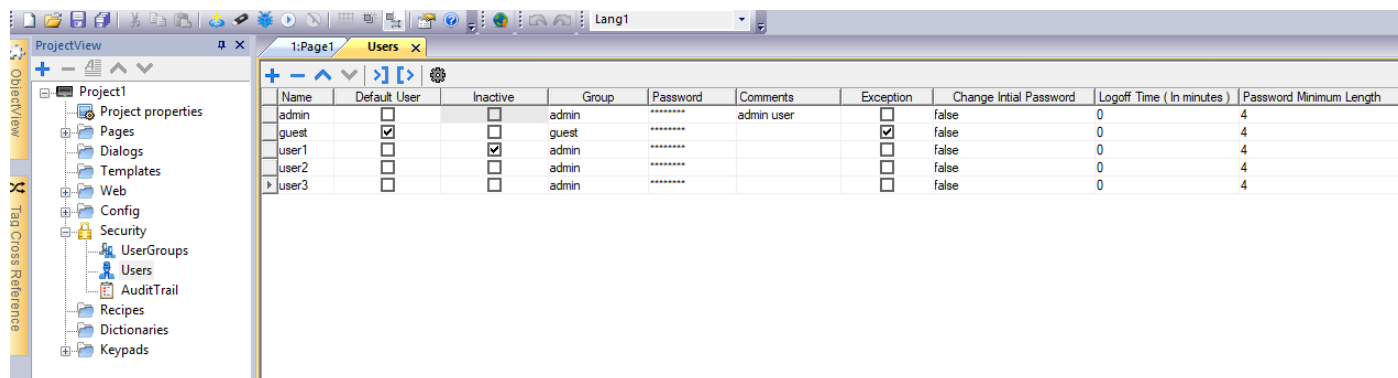 Lang1
ObjectView
Tag Cross Reference
ProjectView
Project1
Project properties
Pages
Dialogs
Templates
Web
Config
Security
UserGroups
Users
AuditTrail
Recipes
Dictionaries
Keypads
1:Page1 Users
Name Default User Inactive Group Password Comments Exception Change Intial Password Logoff Time ( In minutes ) Password Minimum Length
admin admin ******** admin user false 0 4
guest guest ******** false 0 4
user1 admin ******** false 0 4
user2 admin ******** false 0 4
user3 admin ******** false 0 4